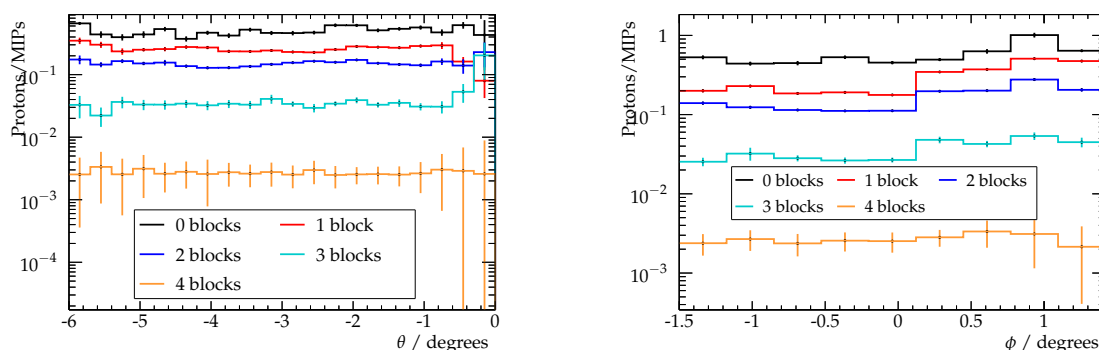 Protons/MIPs
10⁻¹
10⁻²
10⁻³
10⁻⁴
0 blocks
1 block
2 blocks
3 blocks
4 blocks
-6 -5 -4 -3 -2 -1 0
θ / degrees
Protons/MIPs
1
10⁻¹
10⁻²
10⁻³
0 blocks 1 block 2 blocks
3 blocks 4 blocks
-1.5 -1 -0.5 0 0.5 1
ϕ / degrees